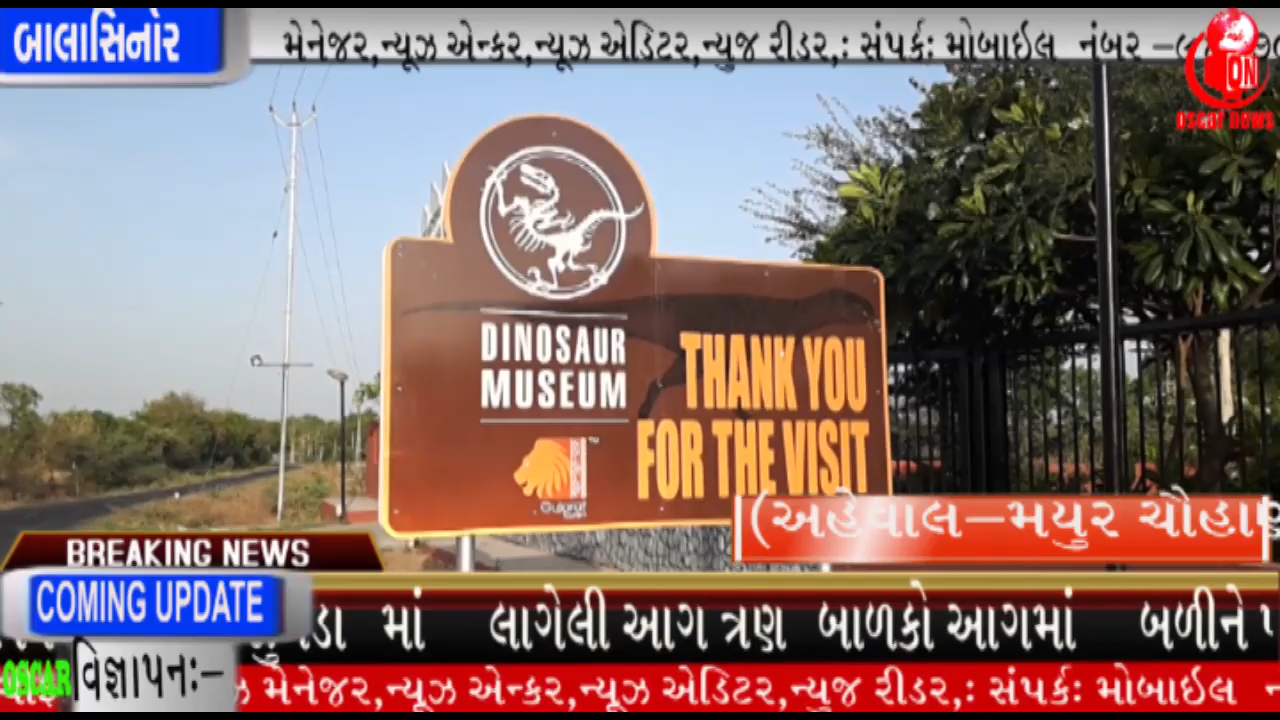 બાલાસિનોર
મેનેજર,ન્યૂઝ એન્કર,ન્યૂઝ એડિટર,ન્યુજ રીડર,: સંપર્ક: મોબાઇલ નંબર –
ON
OSCAR NEWS
DINOSAUR
MUSEUM
THANK YOU
FOR THE VISIT
Gujarat
(અહેવાલ–મયુર ચૌહાણ
BREAKING NEWS
COMING UPDATE
માં લાગેલી આગ ત્રણ બાળકો આગમાં બળીને
OSCAR વિજ્ઞાપન:–
મેનેજર,ન્યૂઝ એન્કર,ન્યૂઝ એડિટર,ન્યુજ રીડર,: સંપર્ક: મોબાઇલ